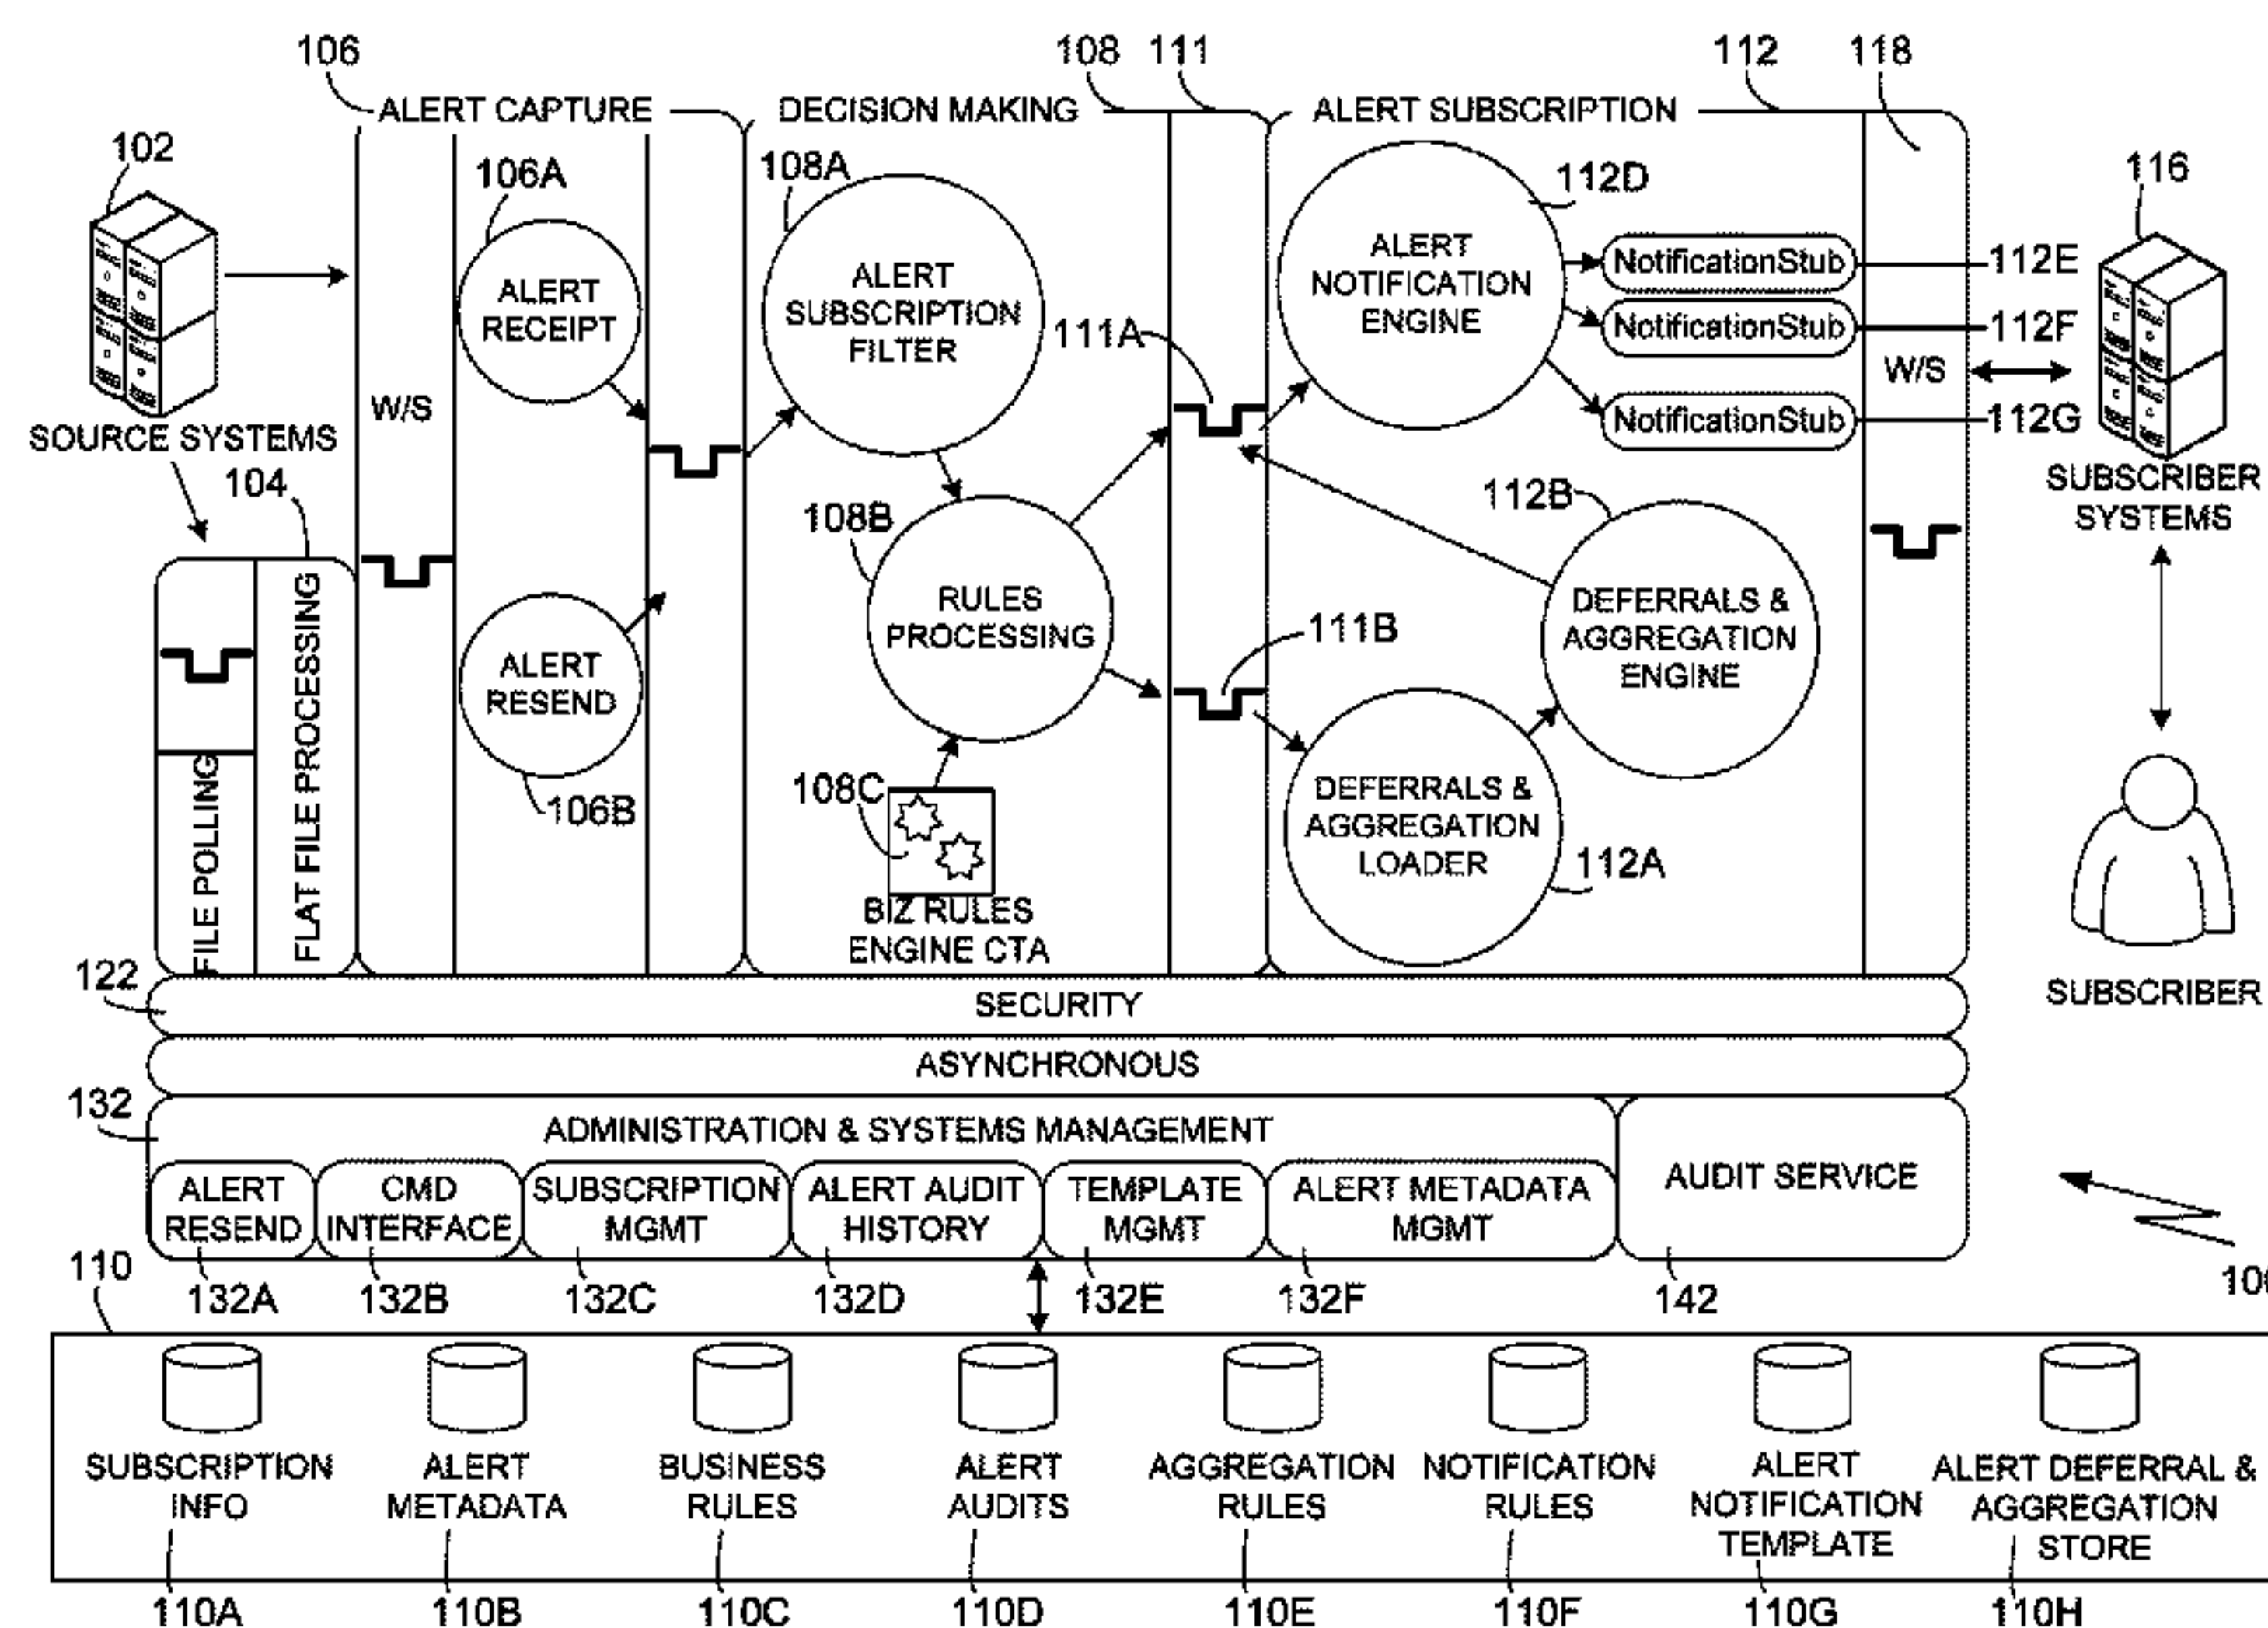 106
108
111
112
118
ALERT CAPTURE
DECISION MAKING
ALERT SUBSCRIPTION
102
106A
108A
112D
116
ALERT
RECEIPT
ALERT
SUBSCRIPTION
FILTER
ALERT
NOTIFICATION
ENGINE
NotificationStub
112E
NotificationStub
112F
NotificationStub
112G
111A
W/S
W/S
SOURCE SYSTEMS
104
SUBSCRIBER
SYSTEMS
108B
112B
RULES
PROCESSING
DEFERRALS &
AGGREGATION
ENGINE
111B
ALERT
RESEND
106B
FILE POLLING
FLAT FILE PROCESSING
108C
BIZ RULES
ENGINE CTA
DEFERRALS &
AGGREGATION
LOADER
112A
SUBSCRIBER
122
SECURITY
ASYNCHRONOUS
132
ADMINISTRATION & SYSTEMS MANAGEMENT
ALERT
RESEND
CMD
INTERFACE
SUBSCRIPTION
MGMT
ALERT AUDIT
HISTORY
TEMPLATE
MGMT
ALERT METADATA
MGMT
AUDIT SERVICE
110
132A
132B
132C
132D
132E
132F
142
SUBSCRIPTION
INFO
ALERT
METADATA
BUSINESS
RULES
ALERT
AUDITS
AGGREGATION
RULES
NOTIFICATION
RULES
ALERT
NOTIFICATION
TEMPLATE
ALERT DEFERRAL &
AGGREGATION
STORE
110A
110B
110C
110D
110E
110F
110G
110H